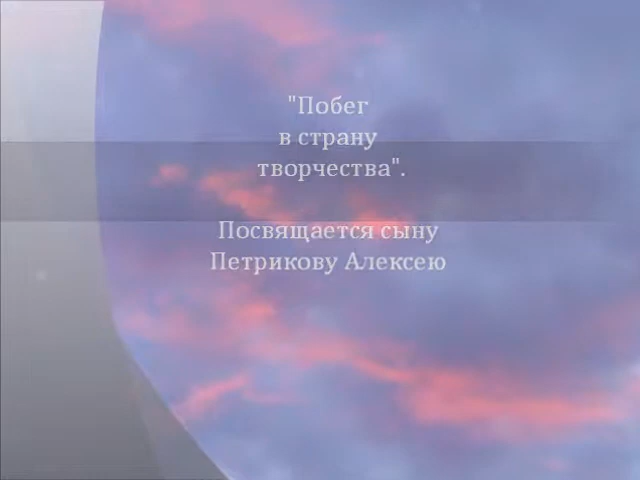 "Побег
в страну
творчества".
Посвящается сыну
Петрикову Алексею